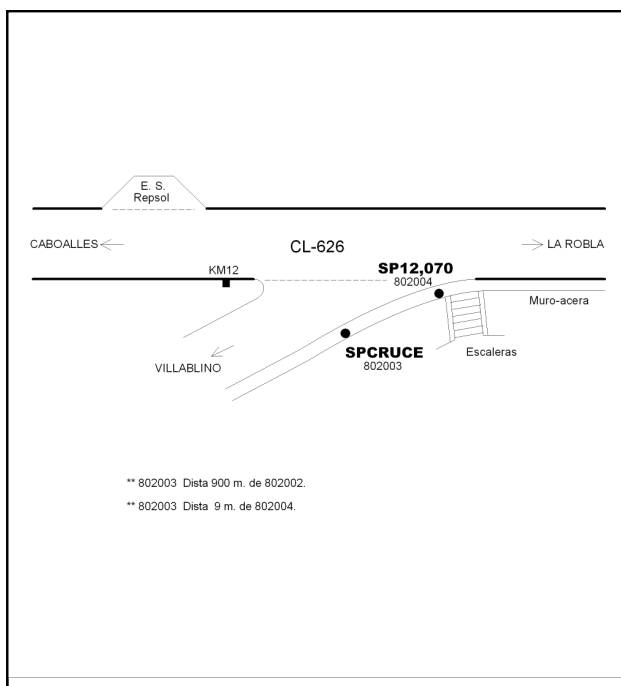 E. S.
Repsol
CABOALLES
CL-626
LA ROBLA
KM12
SP12,070
802004
Muro-acera
SPCRUCE
802003
Escaleras
VILLABLINO
** 802003 Dista 900 m. de 802002.
** 802003 Dista 9 m. de 802004.